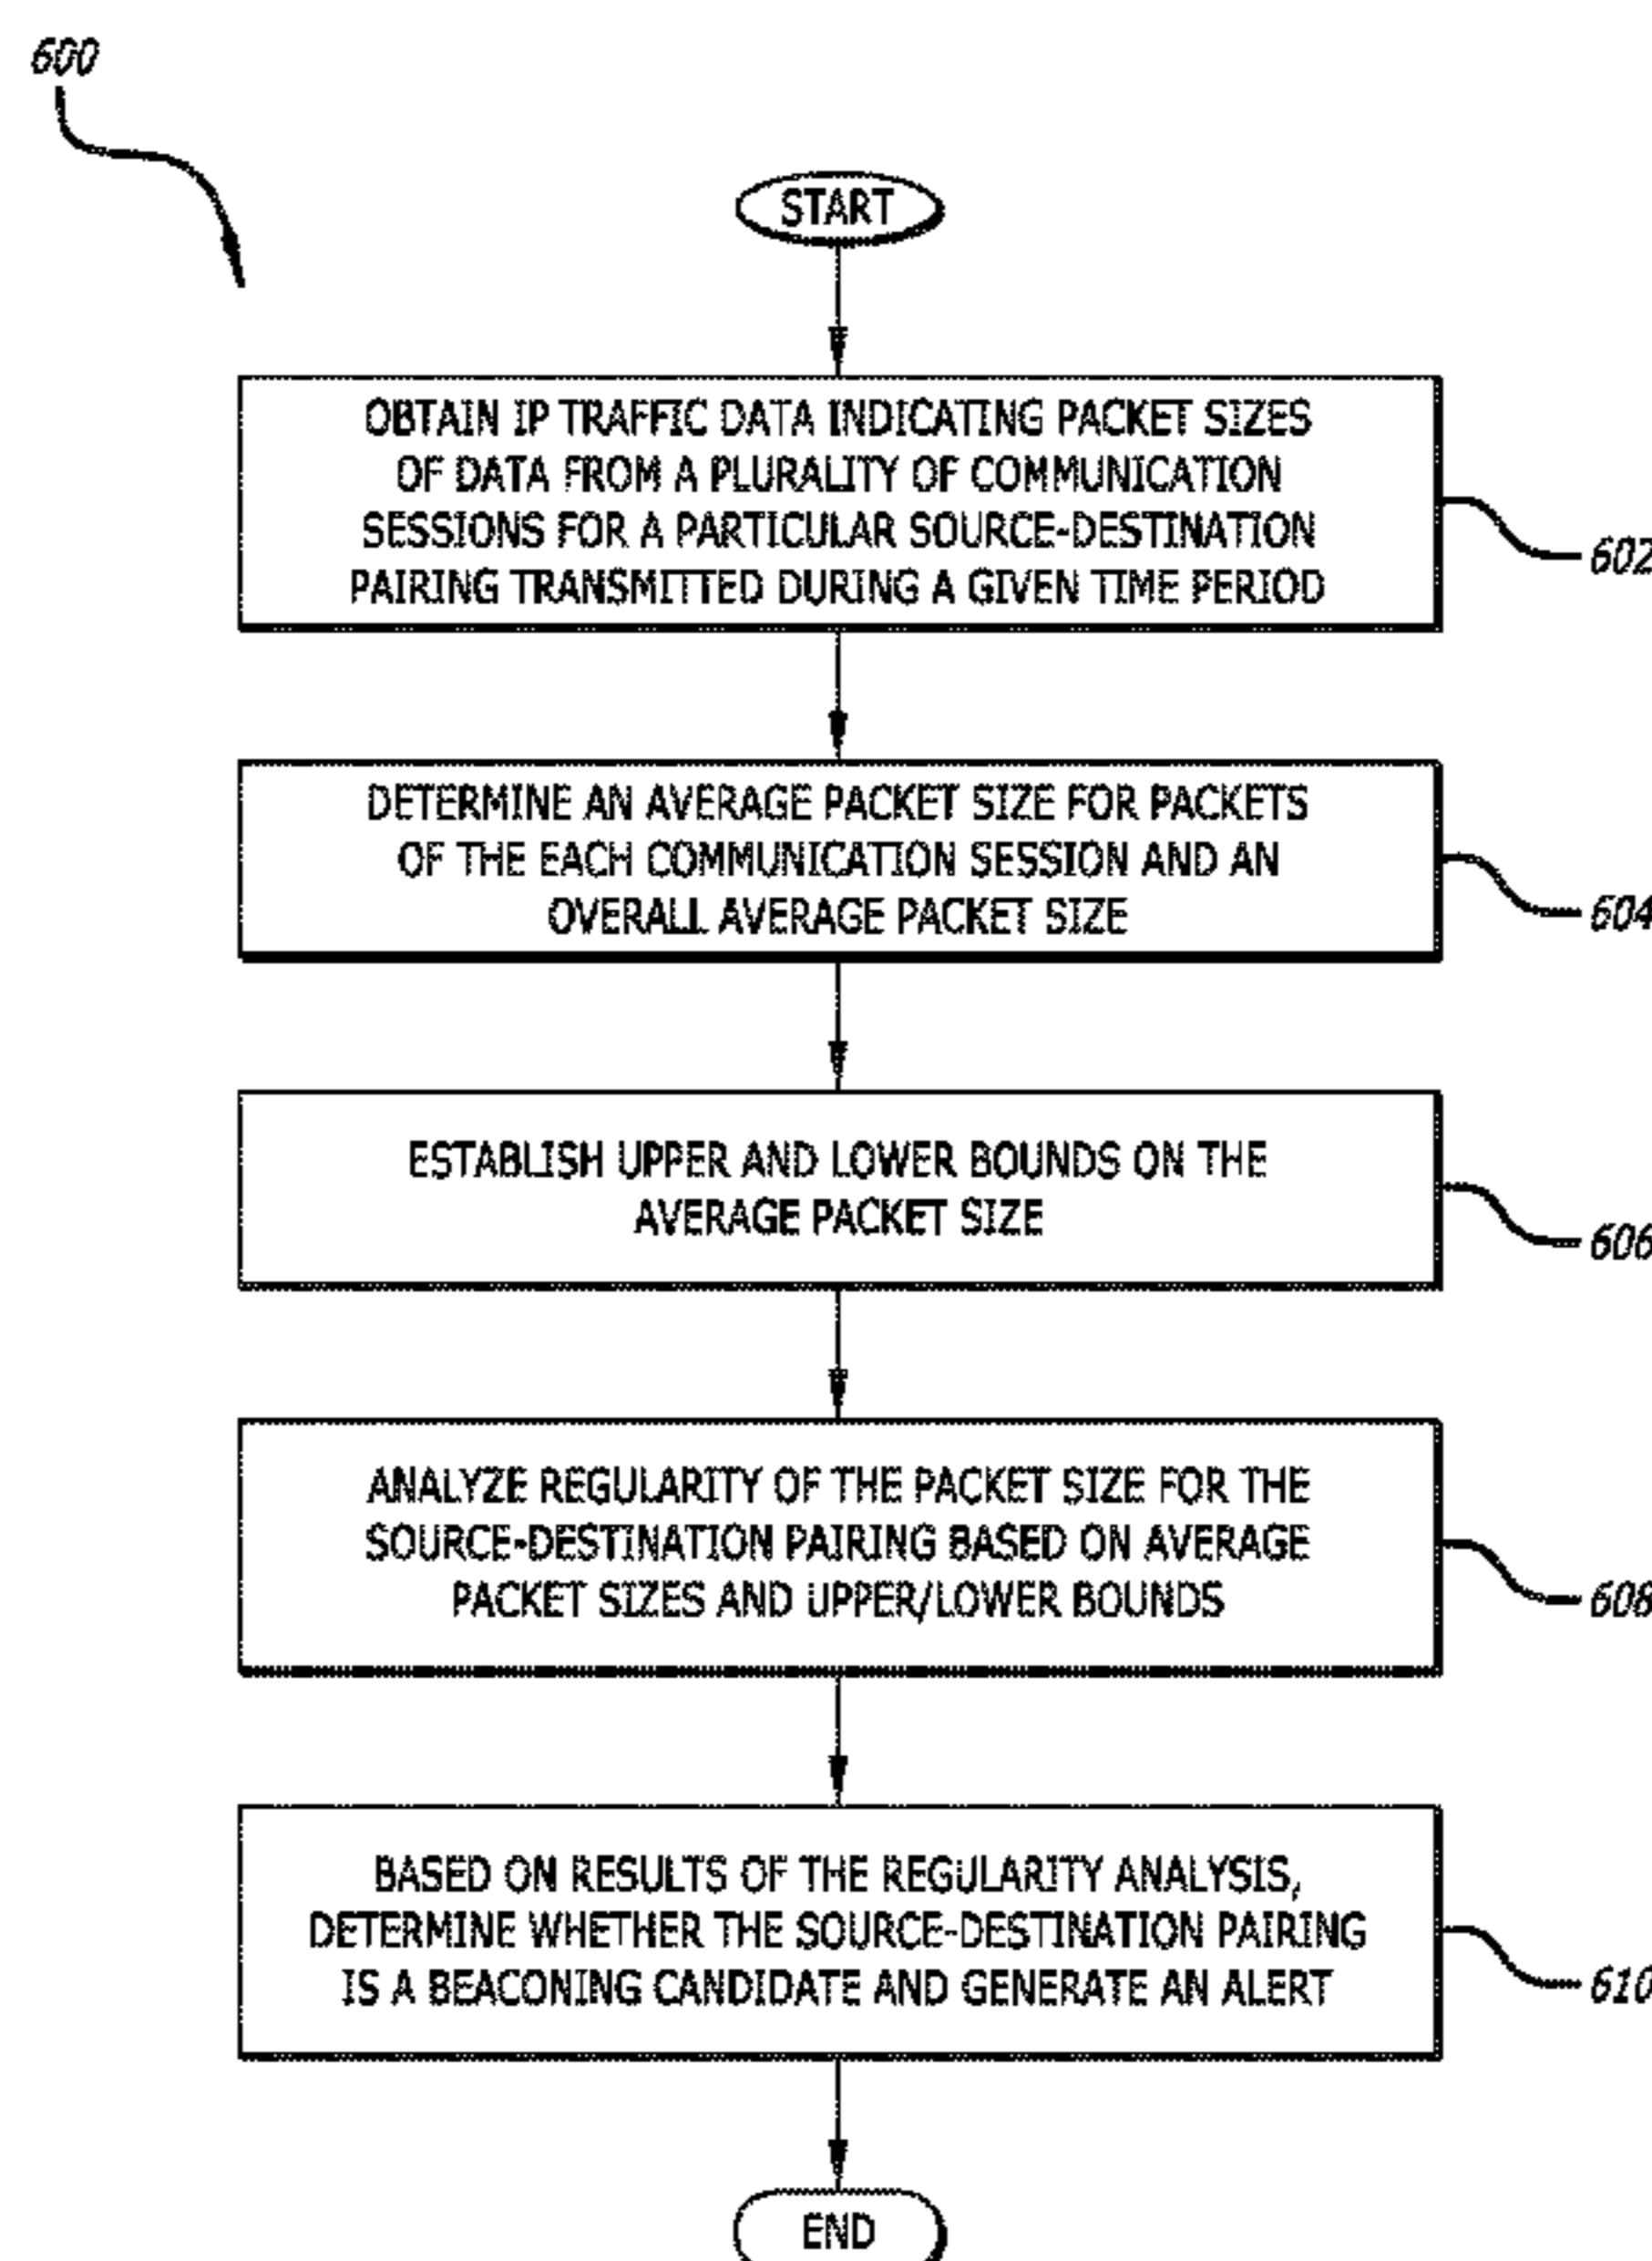 600
START
OBTAIN IP TRAFFIC DATA INDICATING PACKET SIZES
OF DATA FROM A PLURALITY OF COMMUNICATION
SESSIONS FOR A PARTICULAR SOURCE-DESTINATION
PAIRING TRANSMITTED DURING A GIVEN TIME PERIOD
602
DETERMINE AN AVERAGE PACKET SIZE FOR PACKETS
OF THE EACH COMMUNICATION SESSION AND AN
OVERALL AVERAGE PACKET SIZE
604
ESTABLISH UPPER AND LOWER BOUNDS ON THE
AVERAGE PACKET SIZE
606
ANALYZE REGULARITY OF THE PACKET SIZE FOR THE
SOURCE-DESTINATION PAIRING BASED ON AVERAGE
PACKET SIZES AND UPPER/LOWER BOUNDS
608
BASED ON RESULTS OF THE REGULARITY ANALYSIS,
DETERMINE WHETHER THE SOURCE-DESTINATION PAIRING
IS A BEACONING CANDIDATE AND GENERATE AN ALERT
610
END